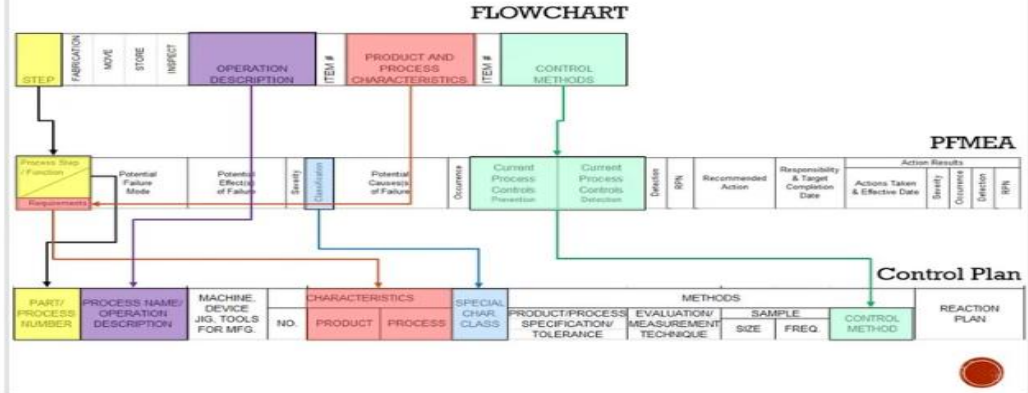 FLOWCHART
STEP
FABRICATION
MOVE
STORE
INSPECT
OPERATION
DESCRIPTION
ITEM #
PRODUCT AND
PROCESS
CHARACTERISTICS
ITEM #
CONTROL
METHODS
PFMEA
Process Step
/ Function
Requirements
Potential
Failure
Mode
Potential
Effect(s)
of Failure
Severity
Classification
Potential
Causes(s)
of Failure
Occurrence
Current
Process
Controls
Prevention
Current
Process
Controls
Detection
Detection
RPN
Recommended
Action
Responsibility
& Target
Completion
Date
Action Results
Actions Taken
& Effective Date
Severity
Occurrence
Detection
RPN
Control Plan
PART/
PROCESS
NUMBER
PROCESS NAME/
OPERATION
DESCRIPTION
MACHINE,
DEVICE
JIG, TOOLS
FOR MFG.
CHARACTERISTICS
NO.
PRODUCT
PROCESS
SPECIAL
CHAR.
CLASS
METHODS
PRODUCT/PROCESS
SPECIFICATION/
TOLERANCE
EVALUATION/
MEASUREMENT
TECHNIQUE
SAMPLE
SIZE
FREQ.
CONTROL
METHOD
REACTION
PLAN